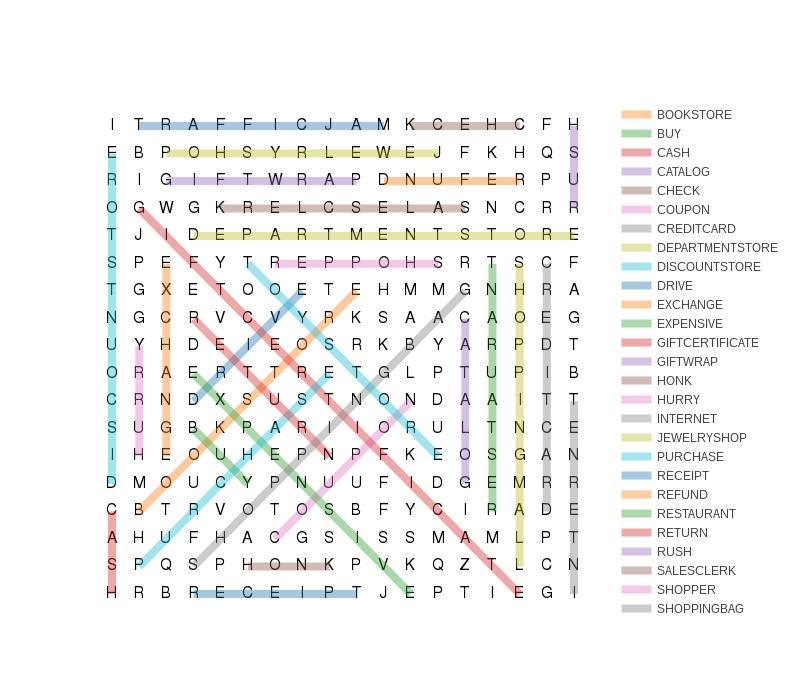 I T R A F F I C J A M K C E H C F H
E B P O H S Y R L E W E J F K H Q S
R I G I F T W R A P D N U F E R P U
O G W G K R E L C S E L A S N C R R
T J I D E P A R T M E N T S T O R E
S P E F Y T R E P P O H S R T S C F
T G X E T O O E T E H M M G N H R A
N G C R V C V Y R K S A A C A O E G
U Y H D E I E O S R K B Y A R P D T
O R A E R T T R E T G L P T U P I B
C R N D X S U S T N O N D A A I T T
S U G B K P A R I I O R U L T N C E
I H E O U H E P N P F K E O S G A N
D M O U C Y P N U U F I D G E M R R
C B T R V O T O S B F Y C I R A D E
A H U F H A C G S I S S M A M L P T
S P Q S P H O N K P V K Q Z T L C N
H R B R E C E I P T J E P T I E G I
BOOKSTORE
BUY
CASH
CATALOG
CHECK
COUPON
CREDITCARD
DEPARTMENTSTORE
DISCOUNTSTORE
DRIVE
EXCHANGE
EXPENSIVE
GIFTCERTIFICATE
GIFTWRAP
HONK
HURRY
INTERNET
JEWELRYSHOP
PURCHASE
RECEIPT
REFUND
RESTAURANT
RETURN
RUSH
SALESCLERK
SHOPPER
SHOPPINGBAG